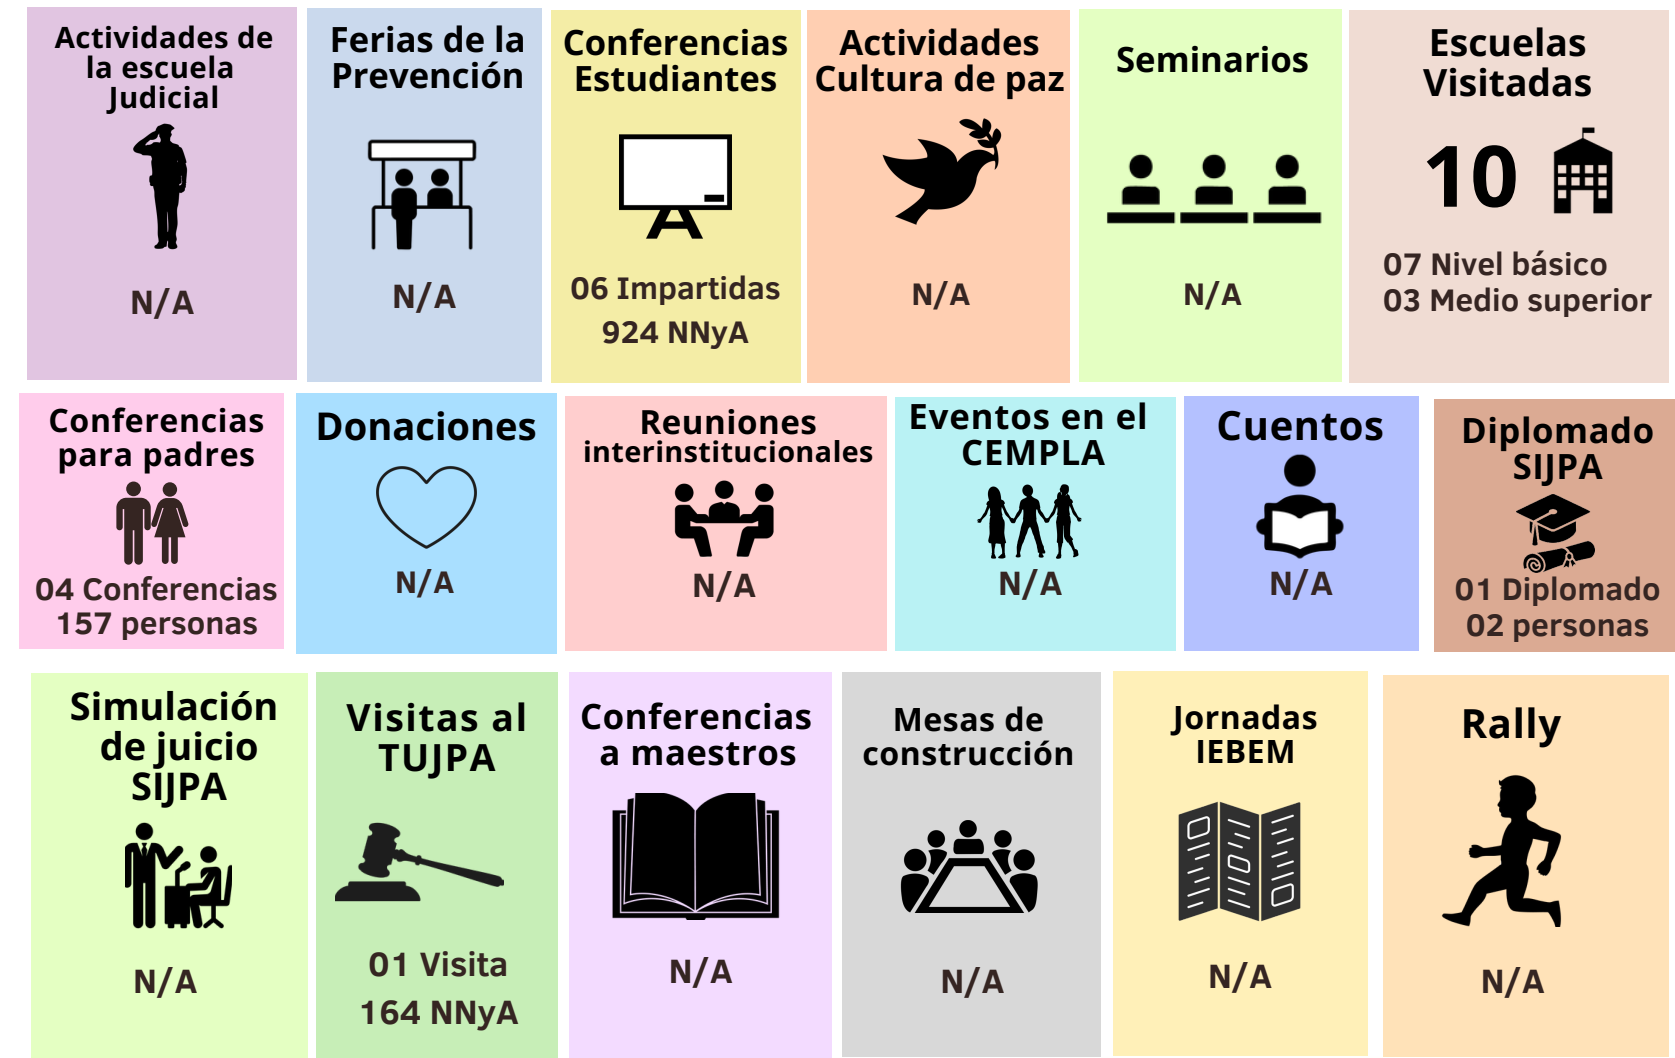 Actividades de
la escuela
Judicial
N/A
Ferias de la
Prevención
N/A
Conferencias
Estudiantes
06 Impartidas
924 NNyA
Actividades
Cultura de paz
N/A
Seminarios
N/A
Escuelas
Visitadas
10
07 Nivel básico
03 Medio superior
Conferencias
para padres
04 Conferencias
157 personas
Donaciones
N/A
Reuniones
interinstitucionales
N/A
Eventos en el
CEMPLA
N/A
Cuentos
N/A
Diplomado
SIJPA
01 Diplomado
02 personas
Simulación
de juicio
SIJPA
N/A
Visitas al
TUJPA
01 Visita
164 NNyA
Conferencias
a maestros
N/A
Mesas de
construcción
N/A
Jornadas
IEBEM
N/A
Rally
N/A